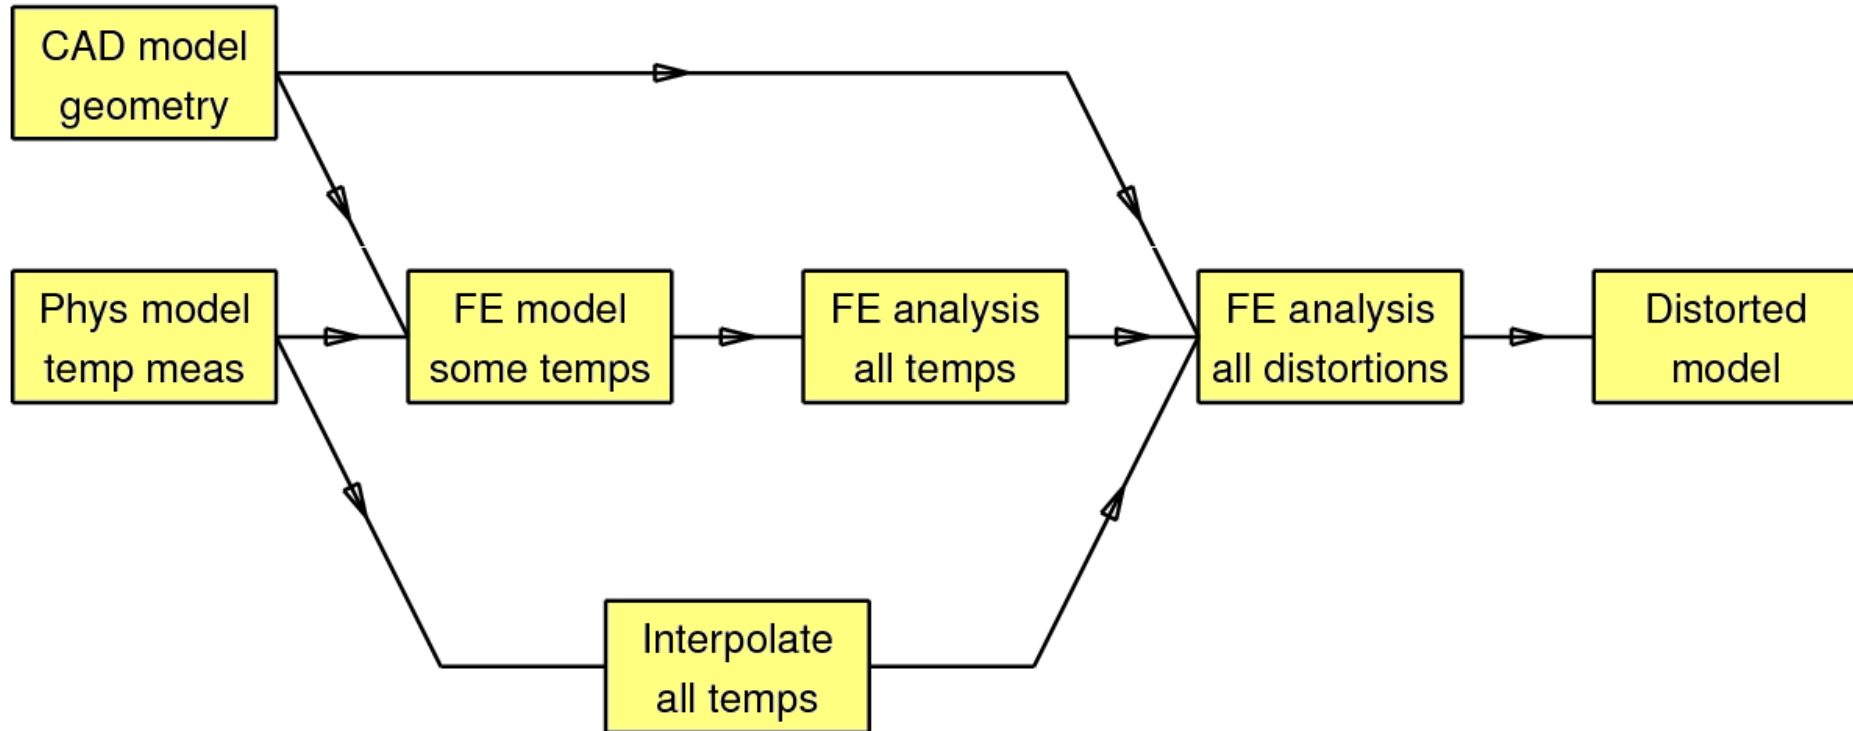 CAD model
geometry
Phys model
temp meas
FE model
some temps
FE analysis
all temps
FE analysis
all distortions
Distorted
model
Interpolate
all temps